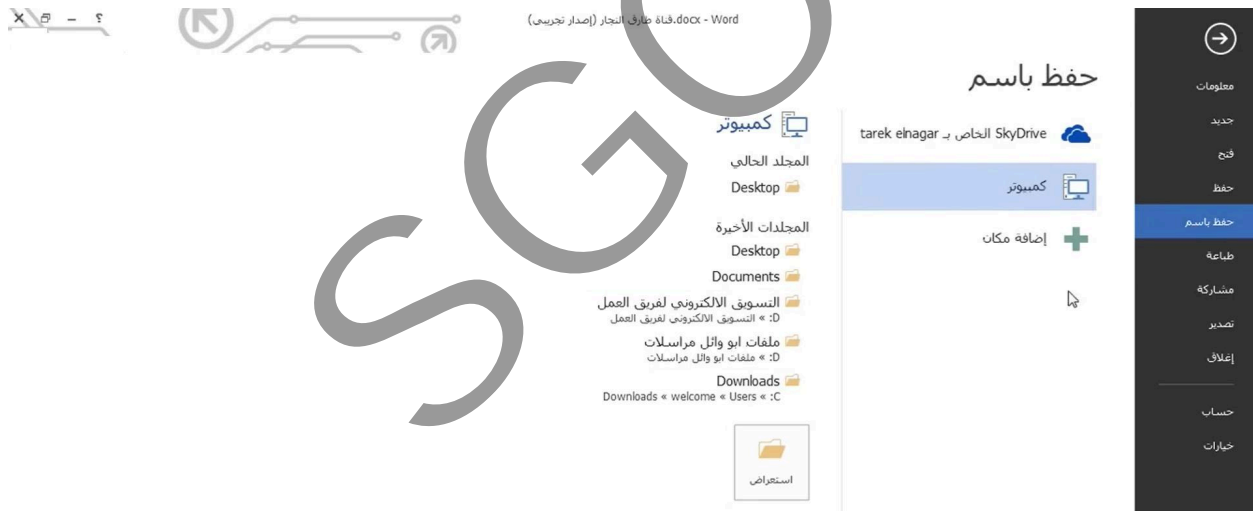 قناة طارق النجار (إصدار تجريبي).docx - Word
معلومات
جديد
فتح
حفظ
حفظ باسم
طباعة
مشاركة
تصدير
إغلاق
حساب
خيارات
حفظ باسم
SkyDrive الخاص بـ tarek elnagar
كمبيوتر
إضافة مكان
كمبيوتر
المجلد الحالي
Desktop
المجلدات الأخيرة
Desktop
Documents
التسويق الالكتروني لفريق العمل
D: » التسويق الالكتروني لفريق العمل
ملفات ابو وائل مراسلات
D: » ملفات ابو وائل مراسلات
Downloads
C: » Users » welcome » Downloads
استعراض
SGO